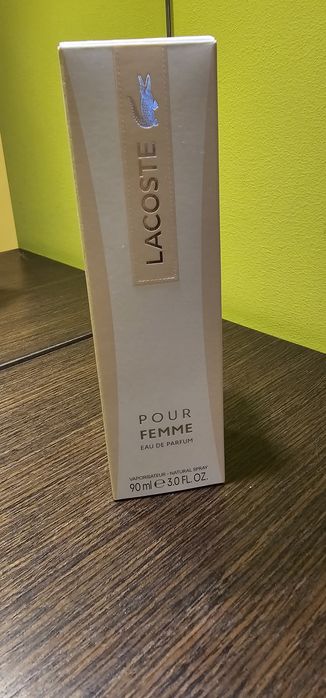 LACOSTE
POUR
FEMME
EAU DE PARFUM
VAPORISATEUR - NATURAL SPRAY
90 ml ℮ 3.0 FL. OZ.